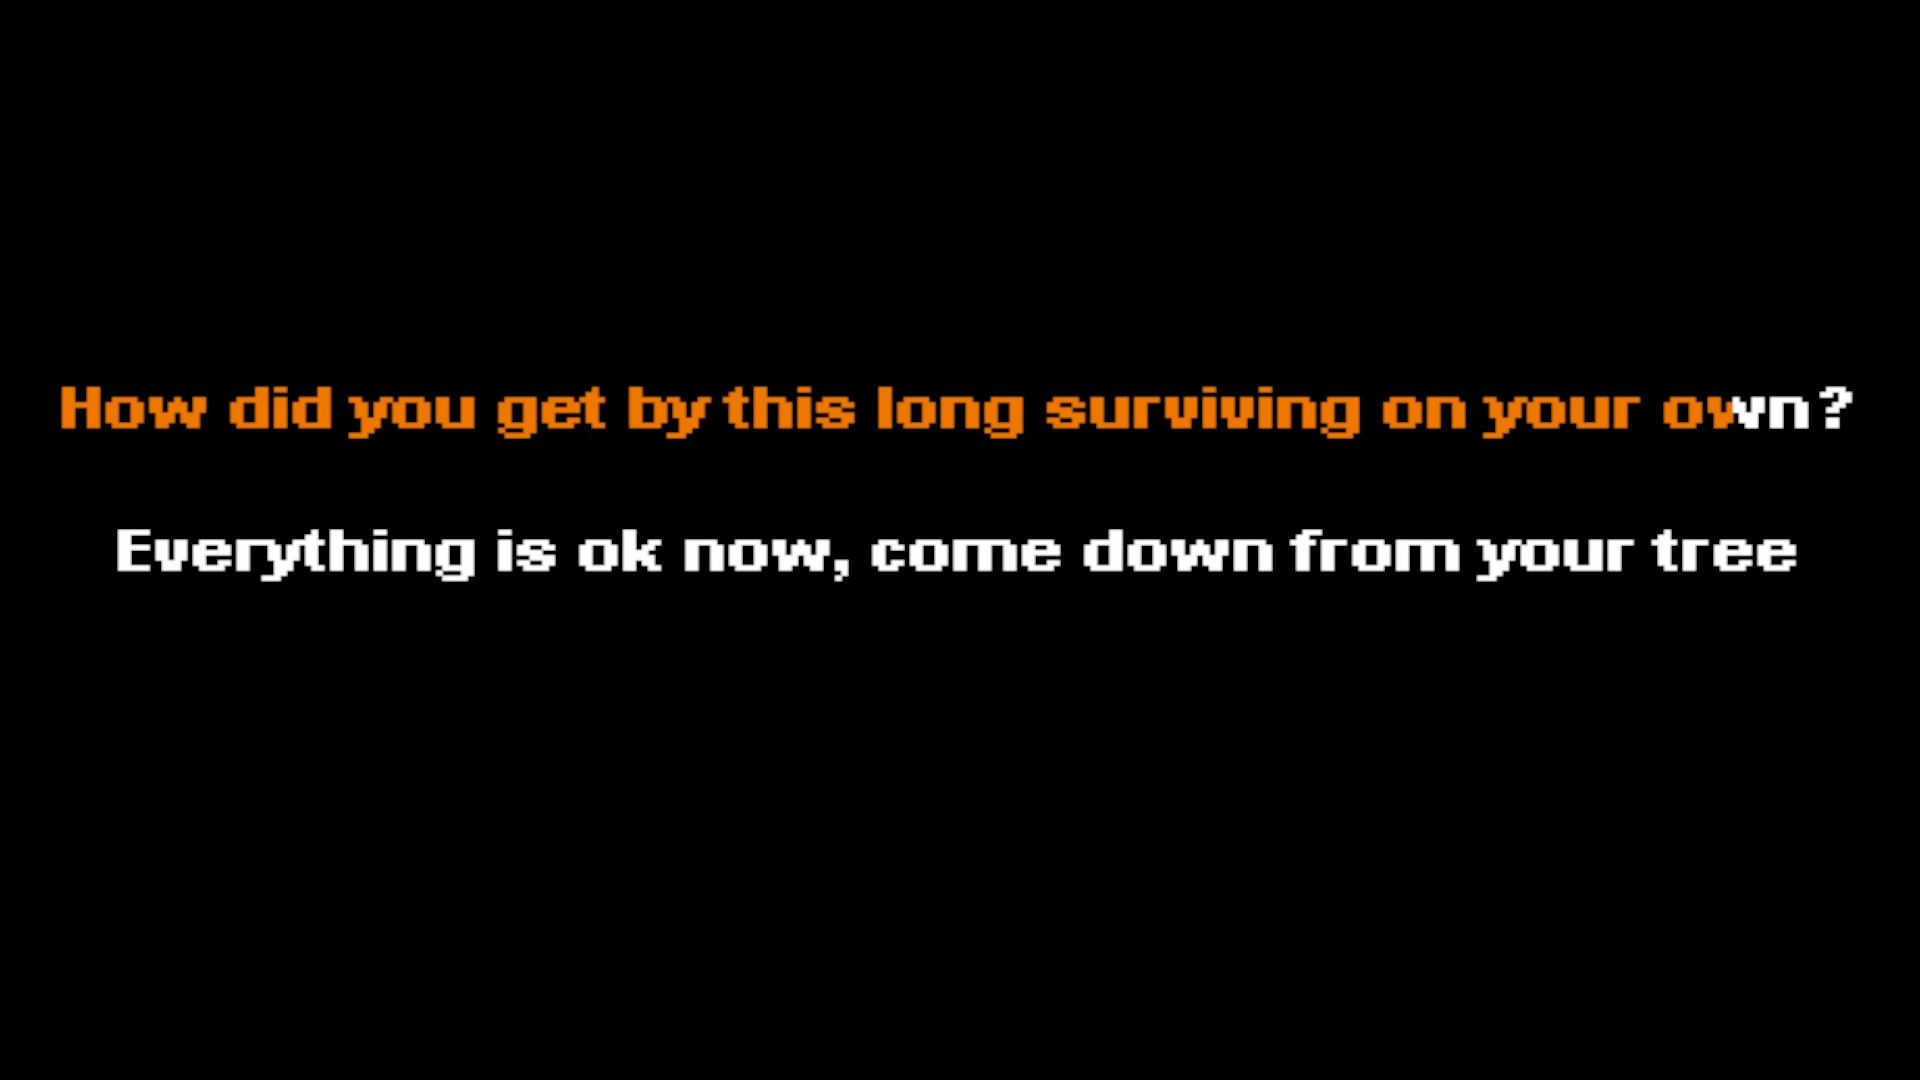 How did you get by this long surviving on your own?
Everything is ok now, come down from your tree